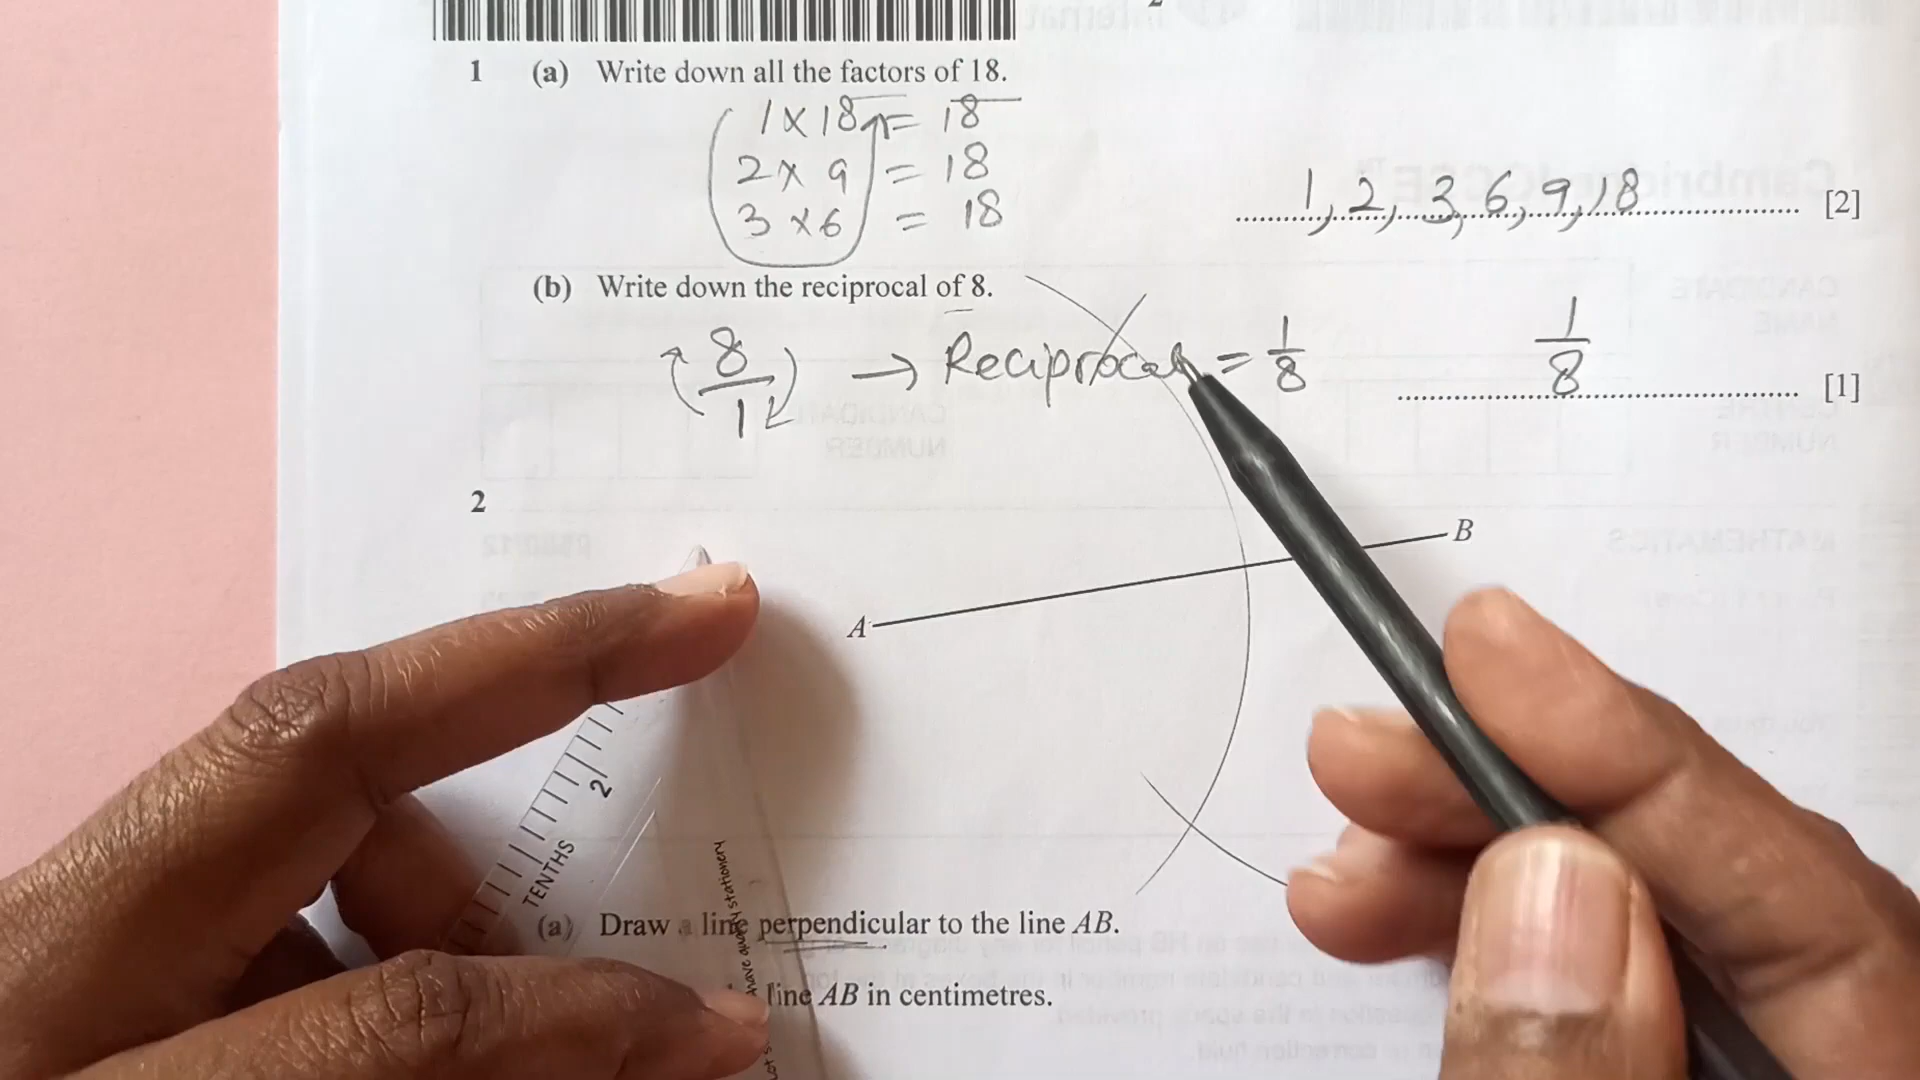 1 (a) Write down all the factors of 18.
1 x 18 = 18
2 x 9 = 18
3 x 6 = 18
1, 2, 3, 6, 9, 18 [2]
(b) Write down the reciprocal of 8.
8/1 → Reciprocal = 1/8
1/8 [1]
2
B
A
2
TENTHS
(a) Draw a line perpendicular to the line AB.
line AB in centimetres.